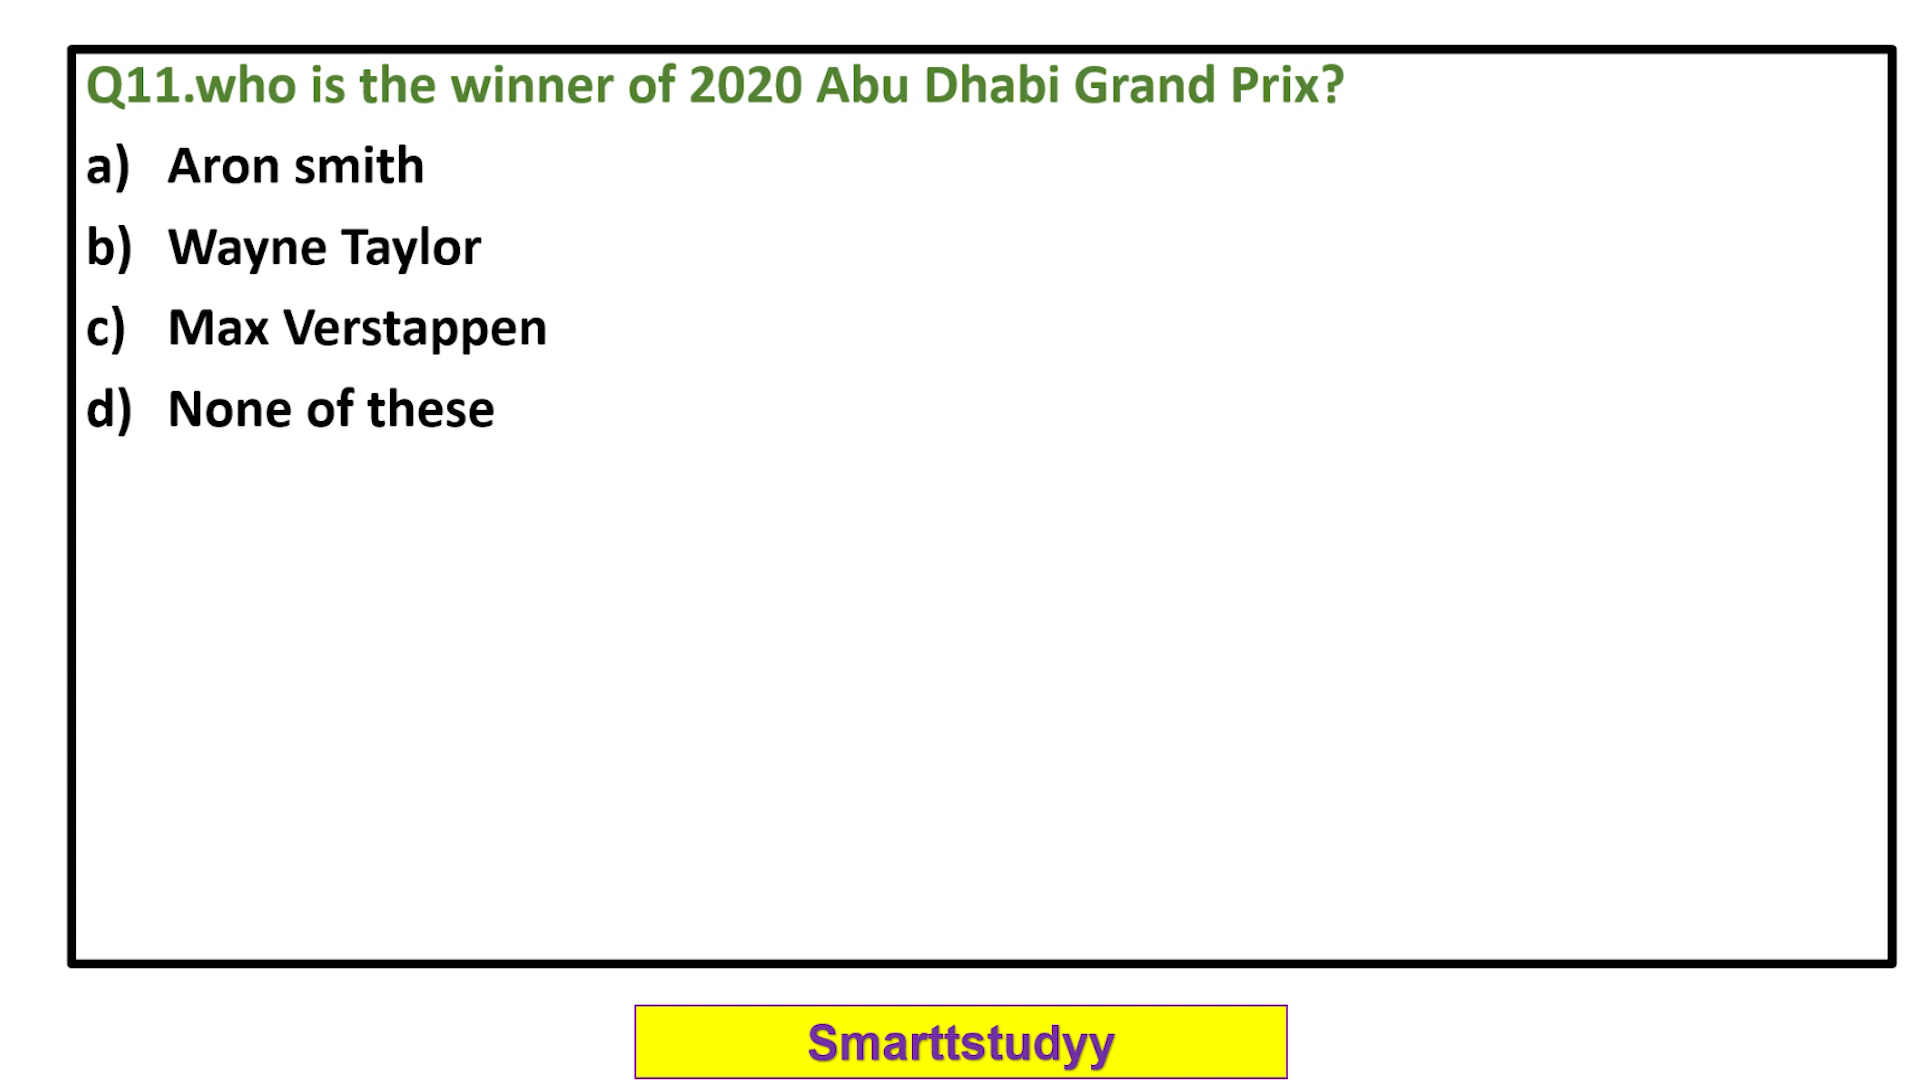 Q11.who is the winner of 2020 Abu Dhabi Grand Prix?
a) Aron smith
b) Wayne Taylor
c) Max Verstappen
d) None of these
Smarttstudyy